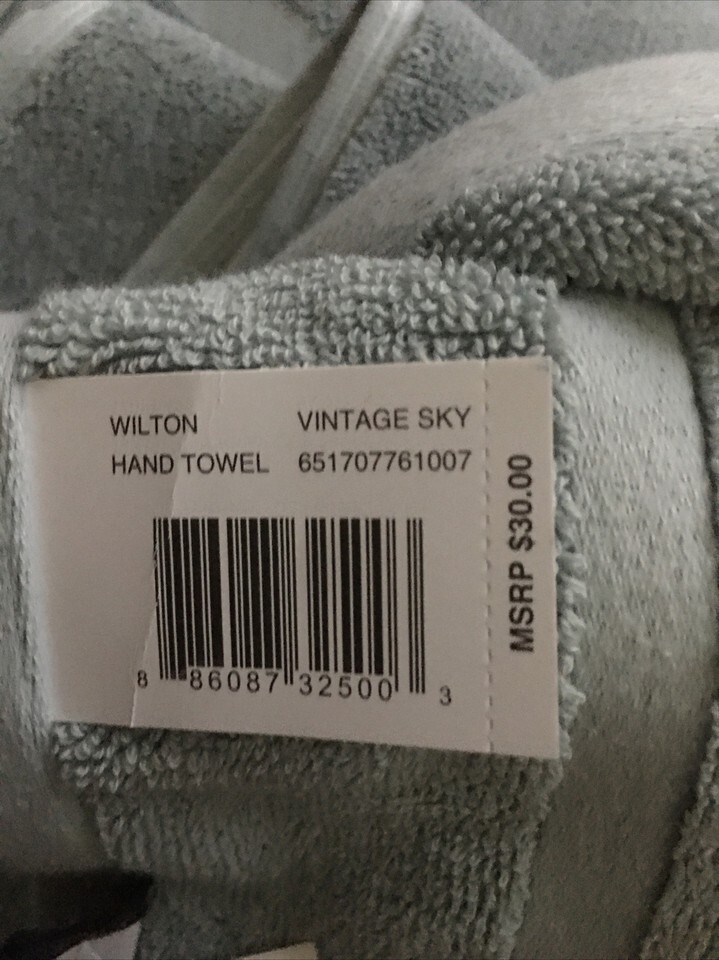 WILTON VINTAGE SKY
HAND TOWEL 651707761007
8 86087 32500 3
MSRP $30.00